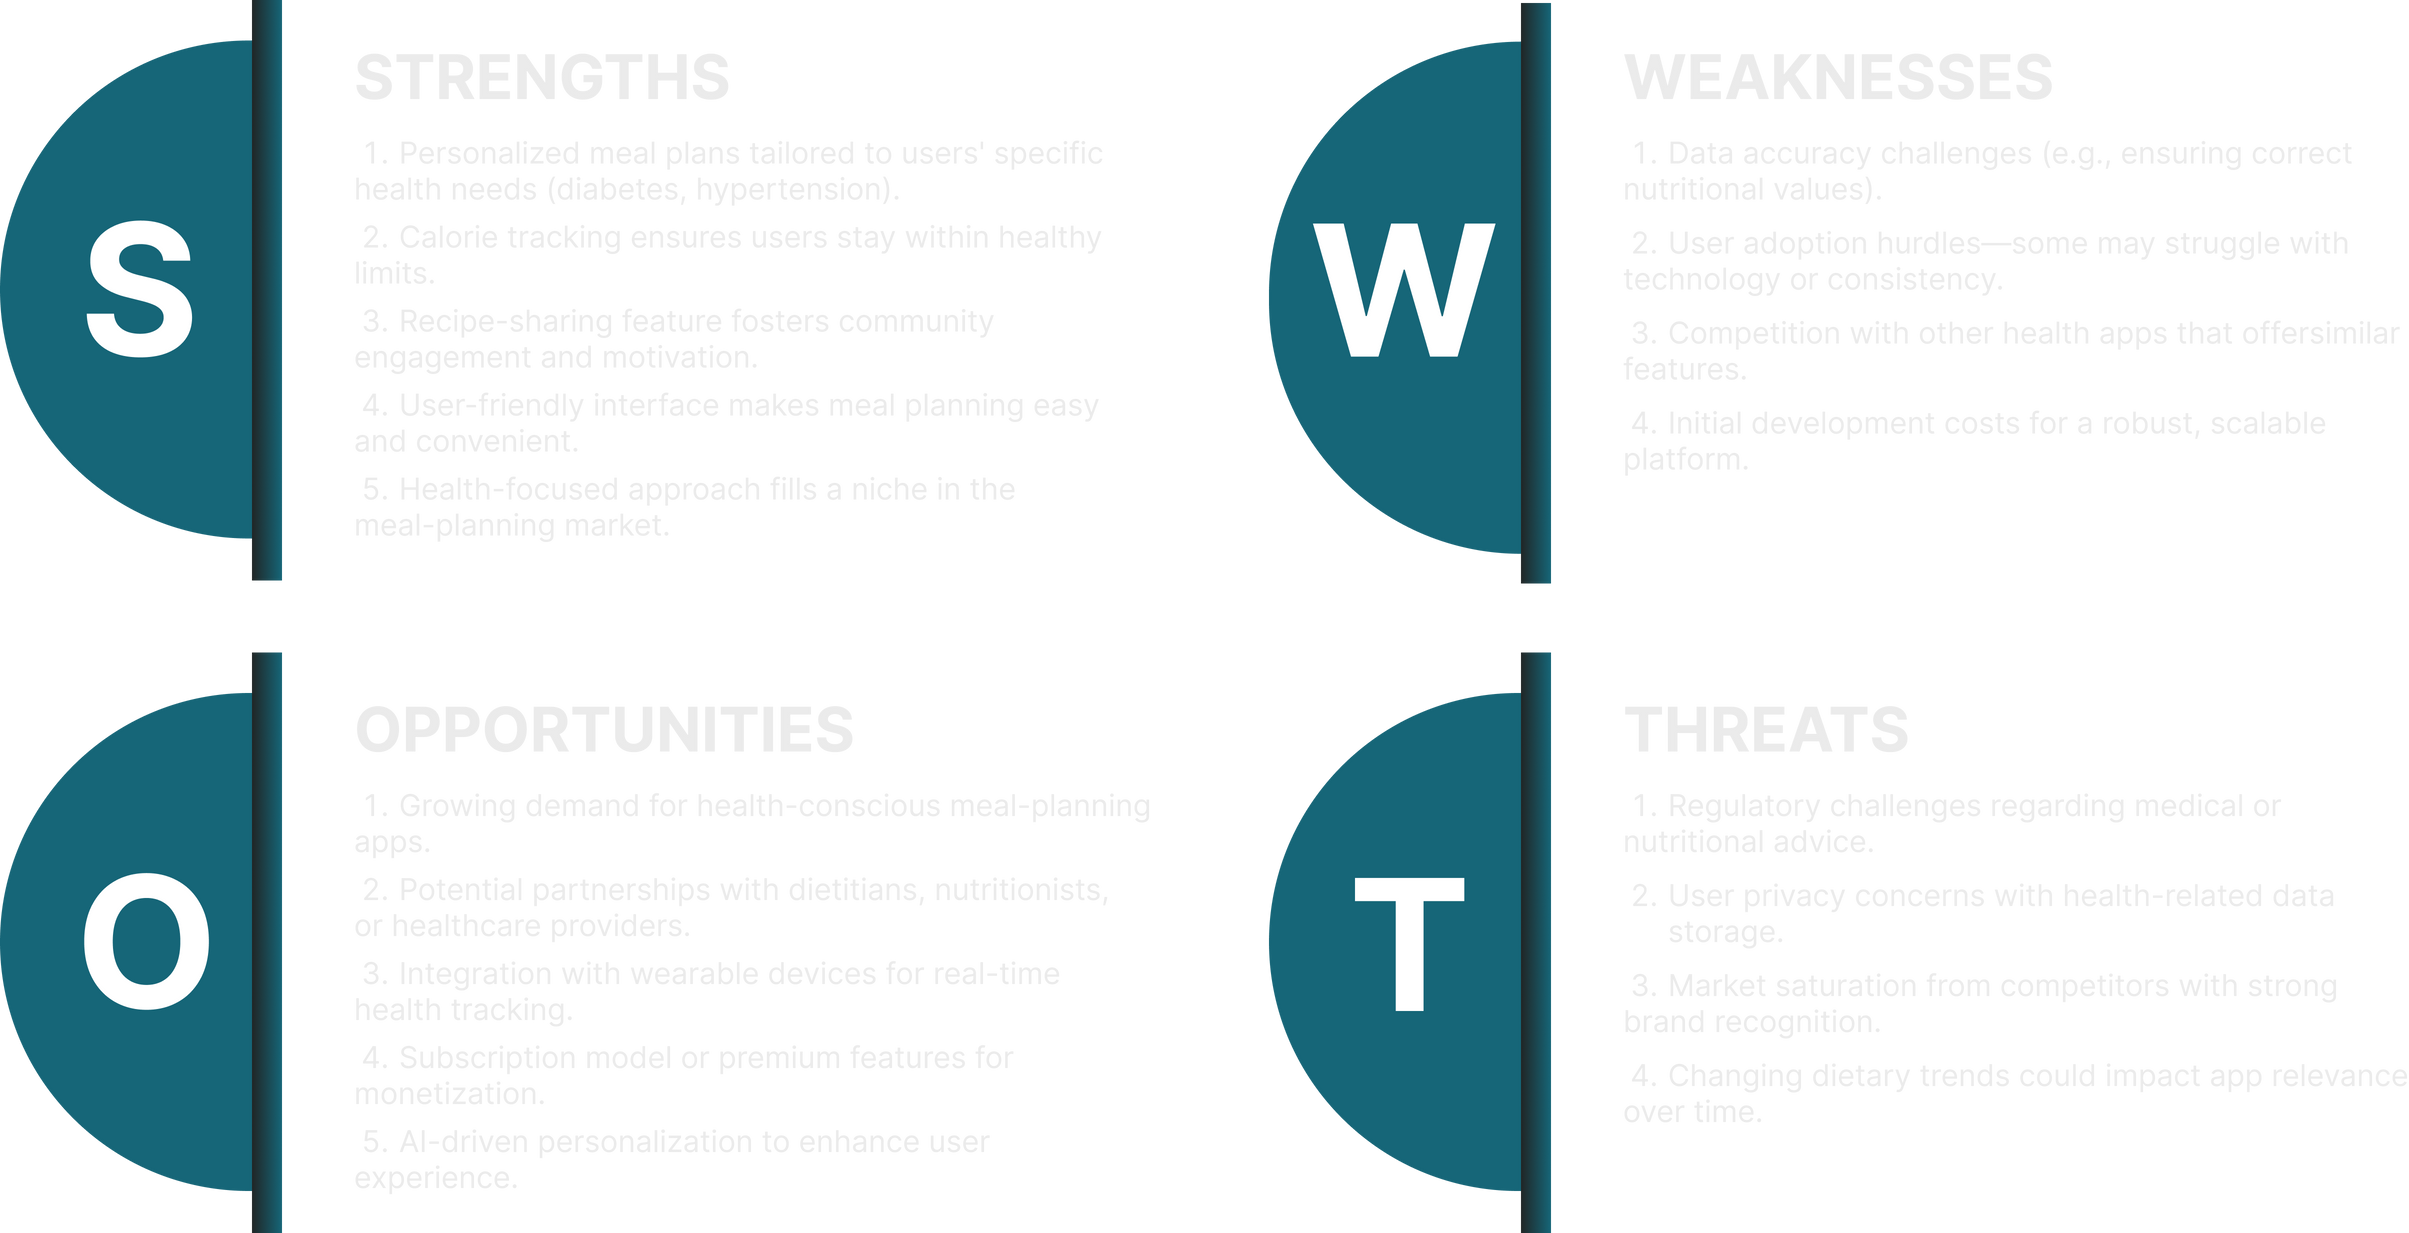 S
STRENGTHS
1. Personalized meal plans tailored to users' specific
health needs (diabetes, hypertension).
2. Calorie tracking ensures users stay within healthy
limits.
3. Recipe-sharing feature fosters community
engagement and motivation.
4. User-friendly interface makes meal planning easy
and convenient.
5. Health-focused approach fills a niche in the
meal-planning market.
W
WEAKNESSES
1. Data accuracy challenges (e.g., ensuring correct
nutritional values).
2. User adoption hurdles—some may struggle with
technology or consistency.
3. Competition with other health apps that offersimilar
features.
4. Initial development costs for a robust, scalable
platform.
O
OPPORTUNITIES
1. Growing demand for health-conscious meal-planning
apps.
2. Potential partnerships with dietitians, nutritionists,
or healthcare providers.
3. Integration with wearable devices for real-time
health tracking.
4. Subscription model or premium features for
monetization.
5. AI-driven personalization to enhance user
experience.
T
THREATS
1. Regulatory challenges regarding medical or
nutritional advice.
2. User privacy concerns with health-related data
storage.
3. Market saturation from competitors with strong
brand recognition.
4. Changing dietary trends could impact app relevance
over time.